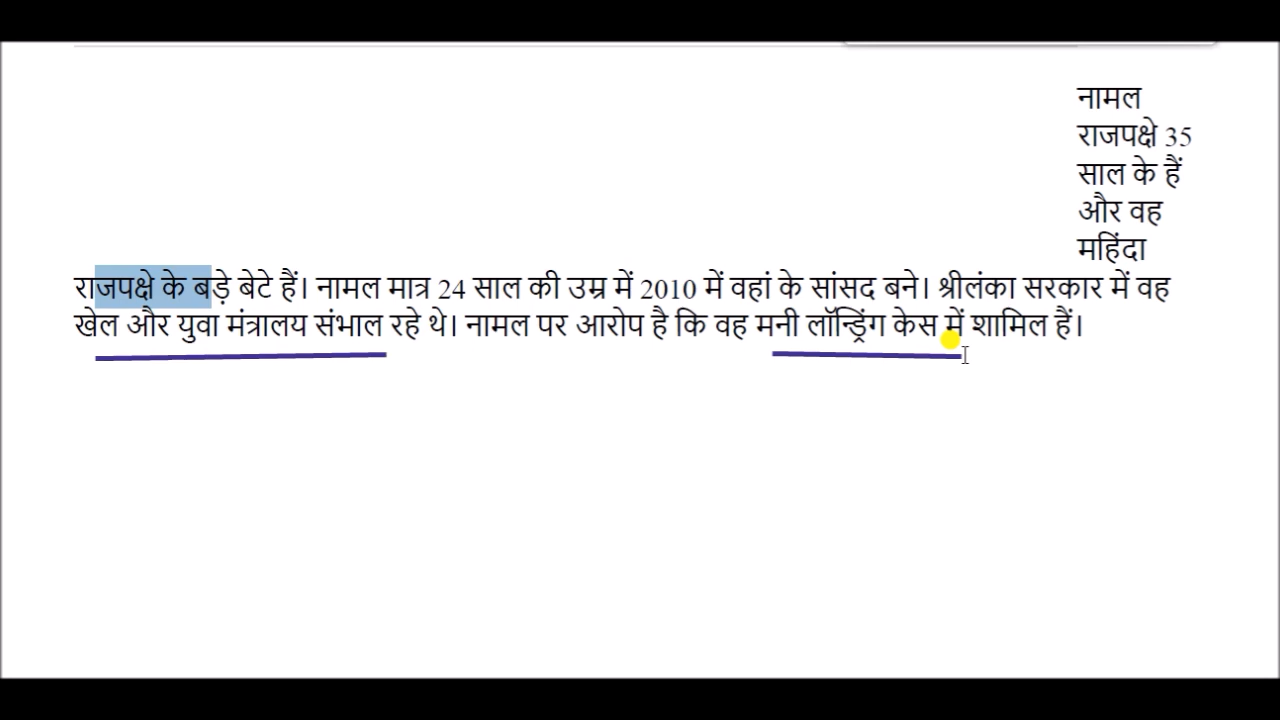 नामल
राजपक्षे 35
साल के हैं
और वह
महिंदा
राजपक्षे के बड़े बेटे हैं। नामल मात्र 24 साल की उम्र में 2010 में वहां के सांसद बने। श्रीलंका सरकार में वह
खेल और युवा मंत्रालय संभाल रहे थे। नामल पर आरोप है कि वह मनी लॉन्ड्रिंग केस में शामिल हैं।